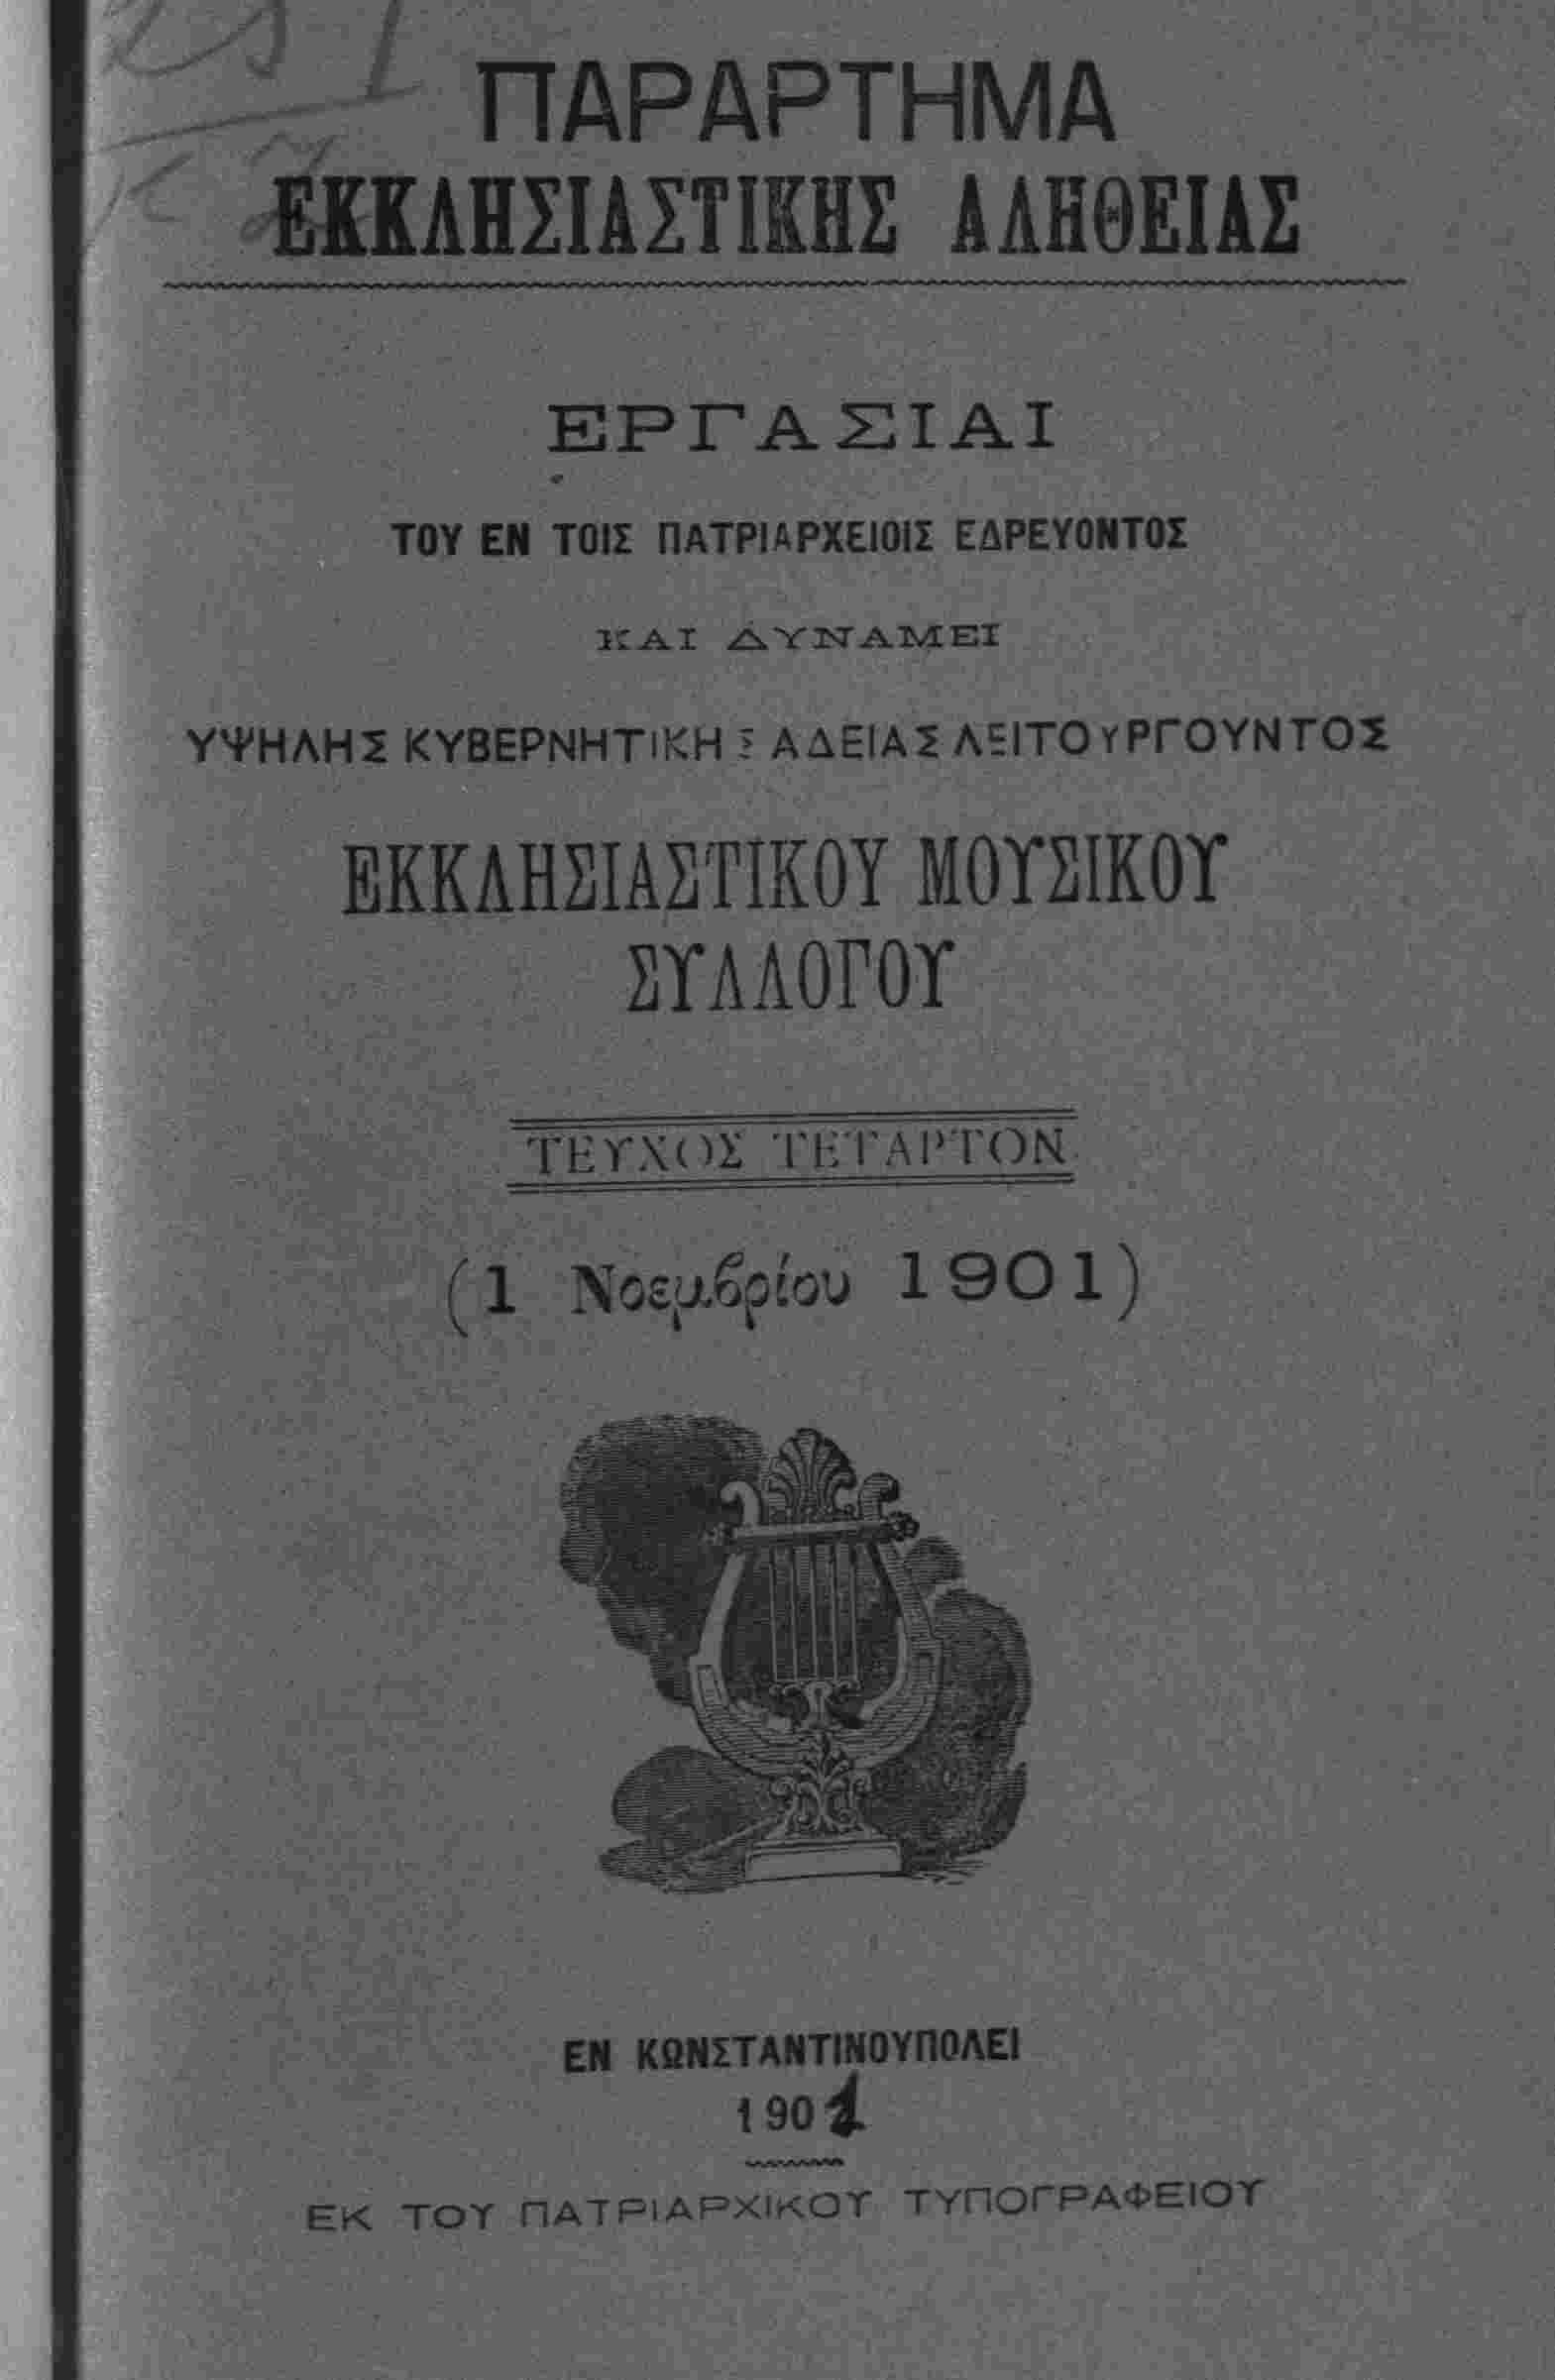 ΠΑΡΑΡΤΗΜΑ
ΕΚΚΛΗΣΙΑΣΤΙΚΗΣ ΑΛΗΘΕΙΑΣ
ΕΡΓΑΣΙΑΙ
ΤΟΥ ΕΝ ΤΟΙΣ ΠΑΤΡΙΑΡΧΕΙΟΙΣ ΕΔΡΕΥΟΝΤΟΣ
ΚΑΙ ΔΥΝΑΜΕΙ
ΥΨΗΛΗΣ ΚΥΒΕΡΝΗΤΙΚΗΣ ΑΔΕΙΑΣ ΛΕΙΤΟΥΡΓΟΥΝΤΟΣ
ΕΚΚΛΗΣΙΑΣΤΙΚΟΥ ΜΟΥΣΙΚΟΥ
ΣΥΛΛΟΓΟΥ
ΤΕΥΧΟΣ ΤΕΤΑΡΤΟΝ
(1 Νοεμβρίου 1901)
ΕΝ ΚΩΝΣΤΑΝΤΙΝΟΥΠΟΛΕΙ
1901
ΕΚ ΤΟΥ ΠΑΤΡΙΑΡΧΙΚΟΥ ΤΥΠΟΓΡΑΦΕΙΟΥ